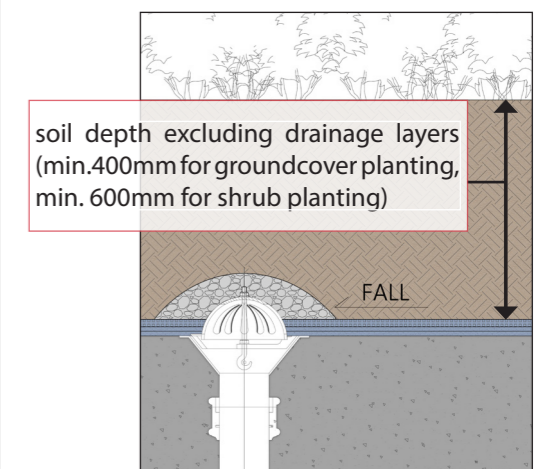 soil depth excluding drainage layers
(min.400mm for groundcover planting,
min. 600mm for shrub planting)
FALL